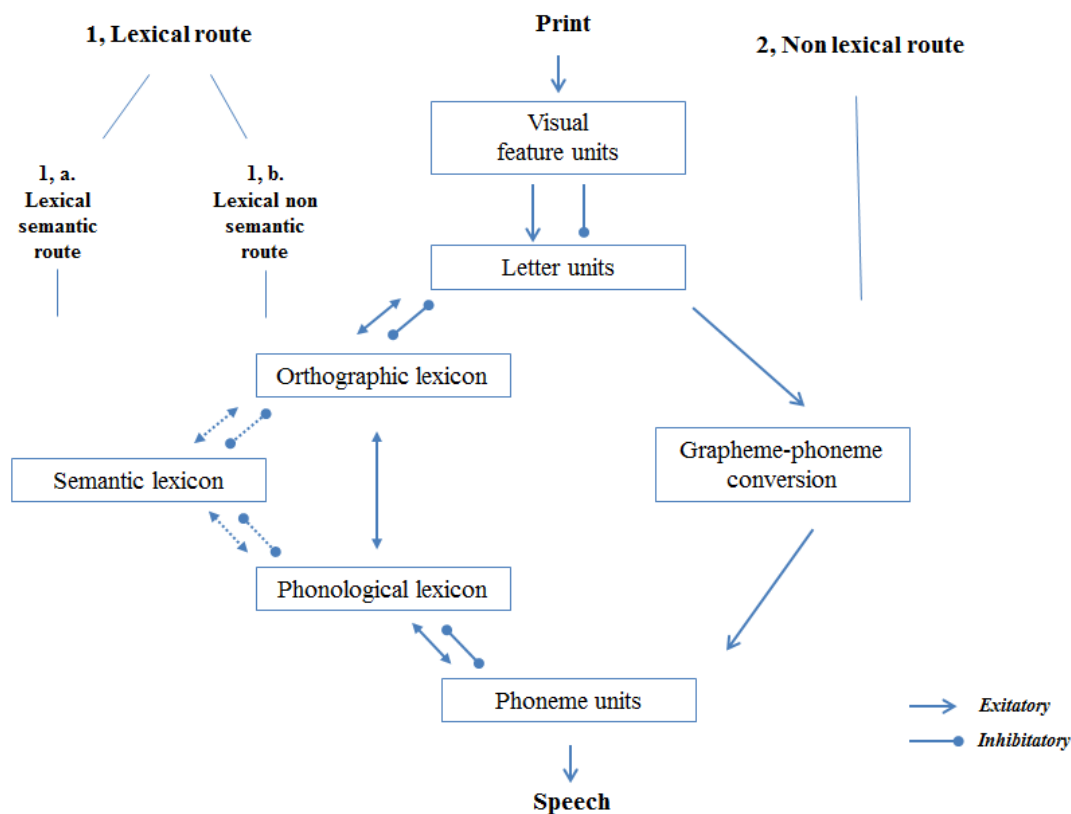 1, Lexical route
Print
2, Non lexical route
Visual
feature units
1, a.
Lexical
semantic
route
1, b.
Lexical non
semantic
route
Letter units
Orthographic lexicon
Semantic lexicon
Grapheme-phoneme
conversion
Phonological lexicon
Phoneme units
Exitatory
Inhibitatory
Speech